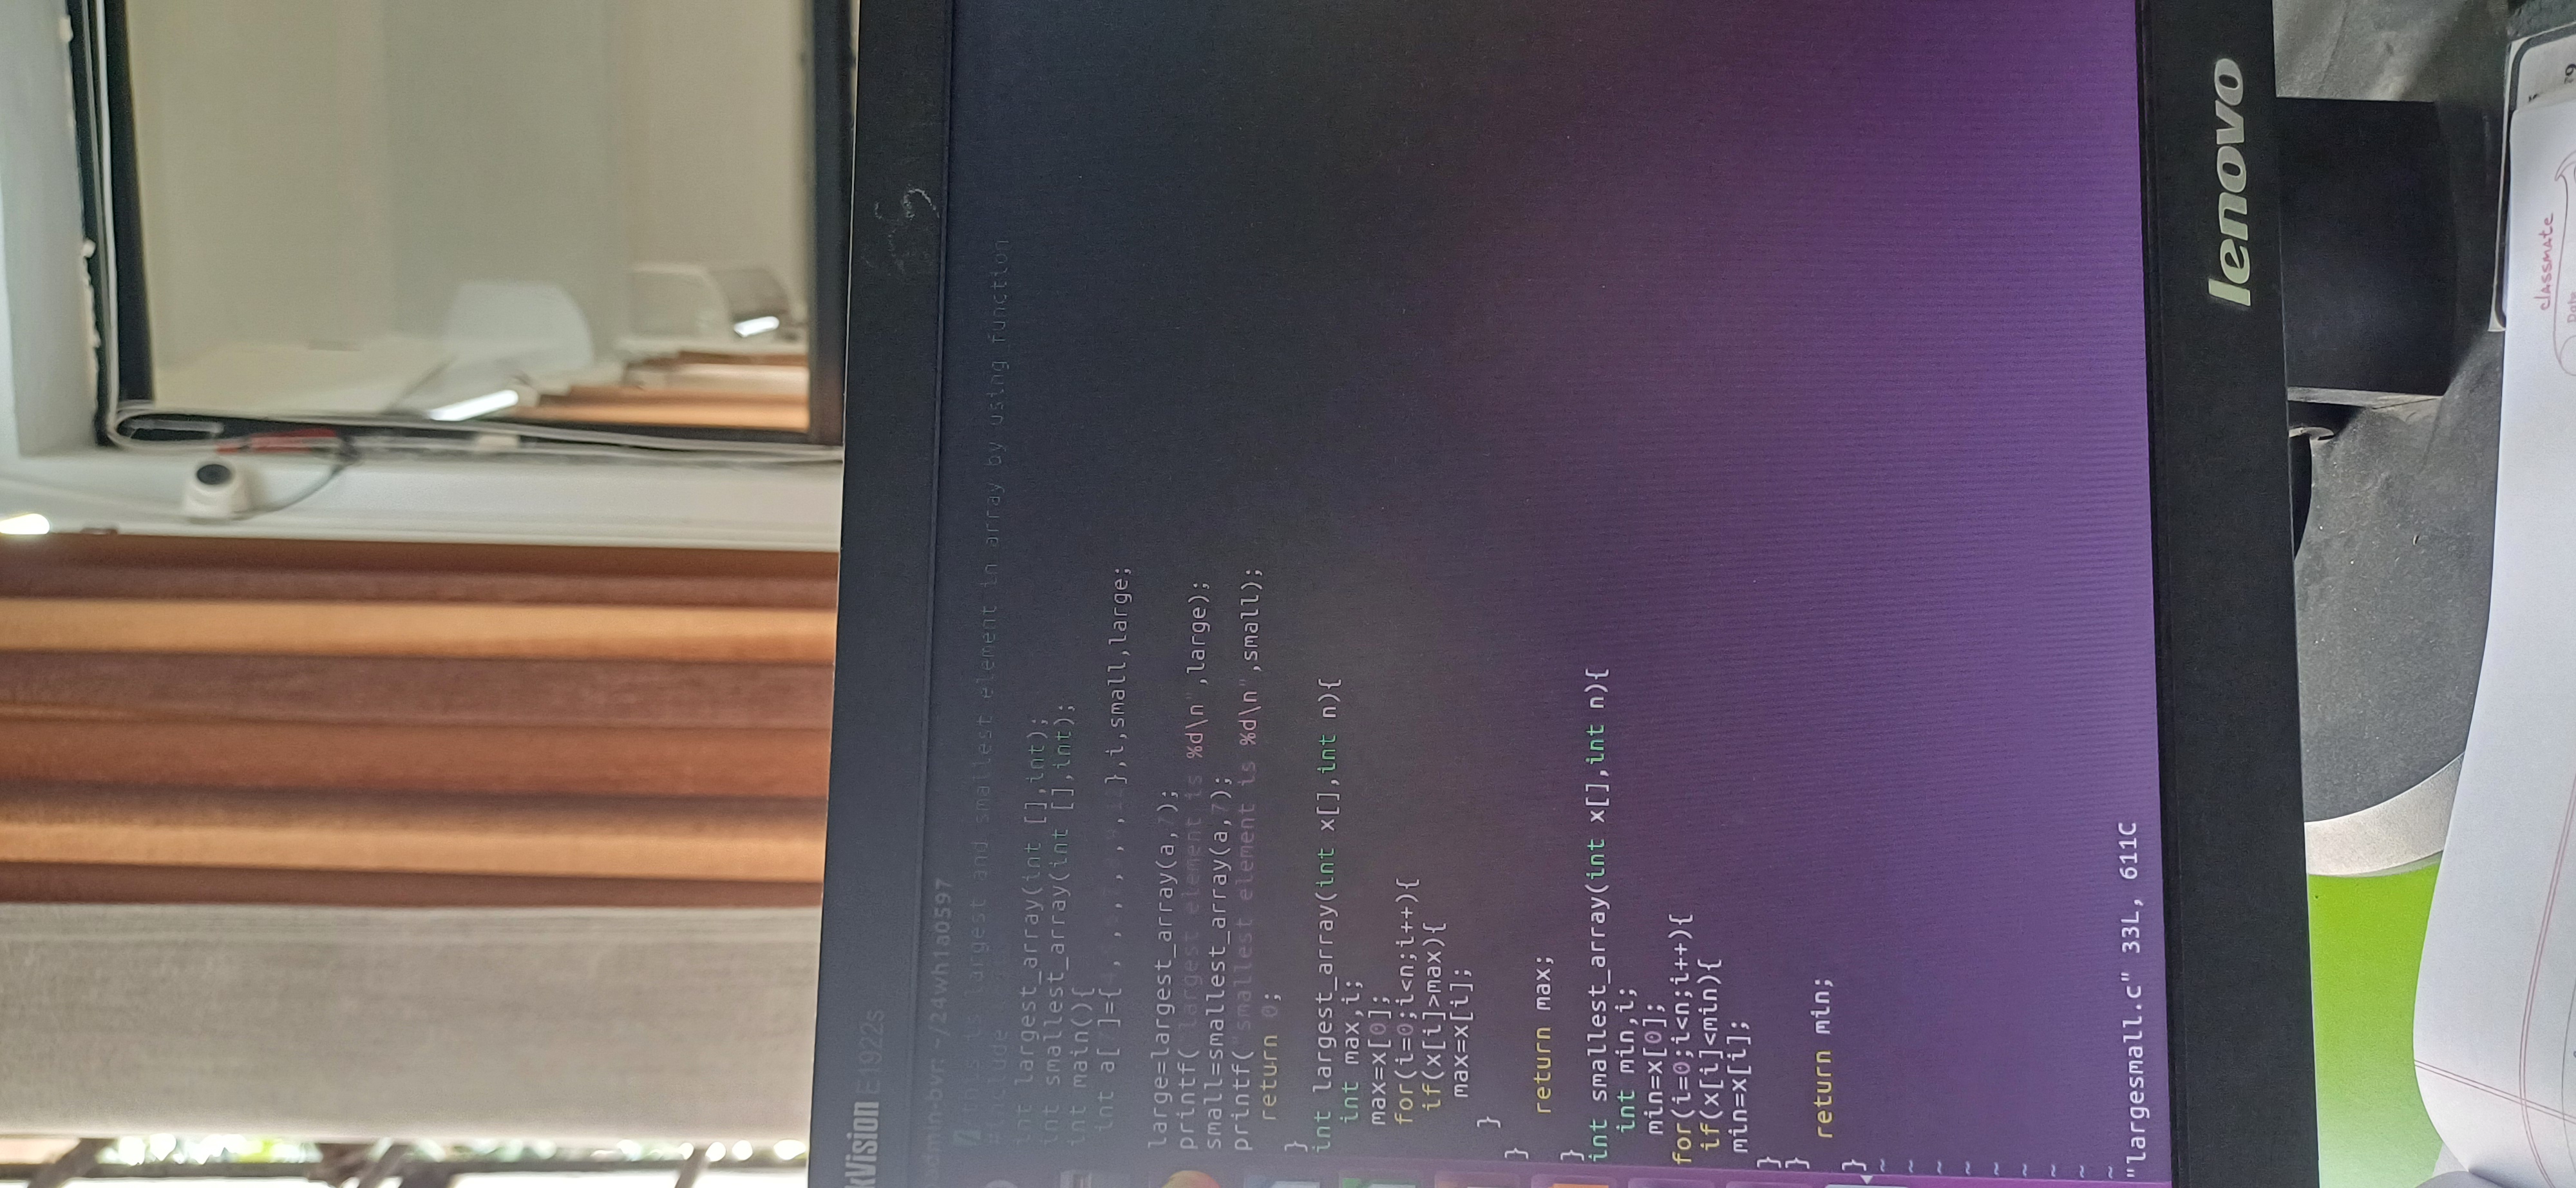 kVision E1922s
admin-bvr: ~/24wh1a0597
this is largest and smallest element in array by using function
#include
int largest_array(int [],int);
int smallest_array(int [],int);
int main(){
int a[ ]={ , , ,7, , , },i,small,large;
large=largest_array(a,7);
printf("largest element is %d\n",large);
small=smallest_array(a,7);
printf("smallest element is %d\n",small);
return 0;
}
int largest_array(int x[],int n){
int max,i;
max=x[0];
for(i=0;i<n;i++){
if(x[i]>max){
max=x[i];
}
}
return max;
}
int smallest_array(int x[],int n){
int min,i;
min=x[0];
for(i=0;i<n;i++){
if(x[i]<min){
min=x[i];
}
}
return min;
}
~
~
~
~
~
~
~
~
~
"largesmall.c" 33L, 611C
lenovo
classmate
Date